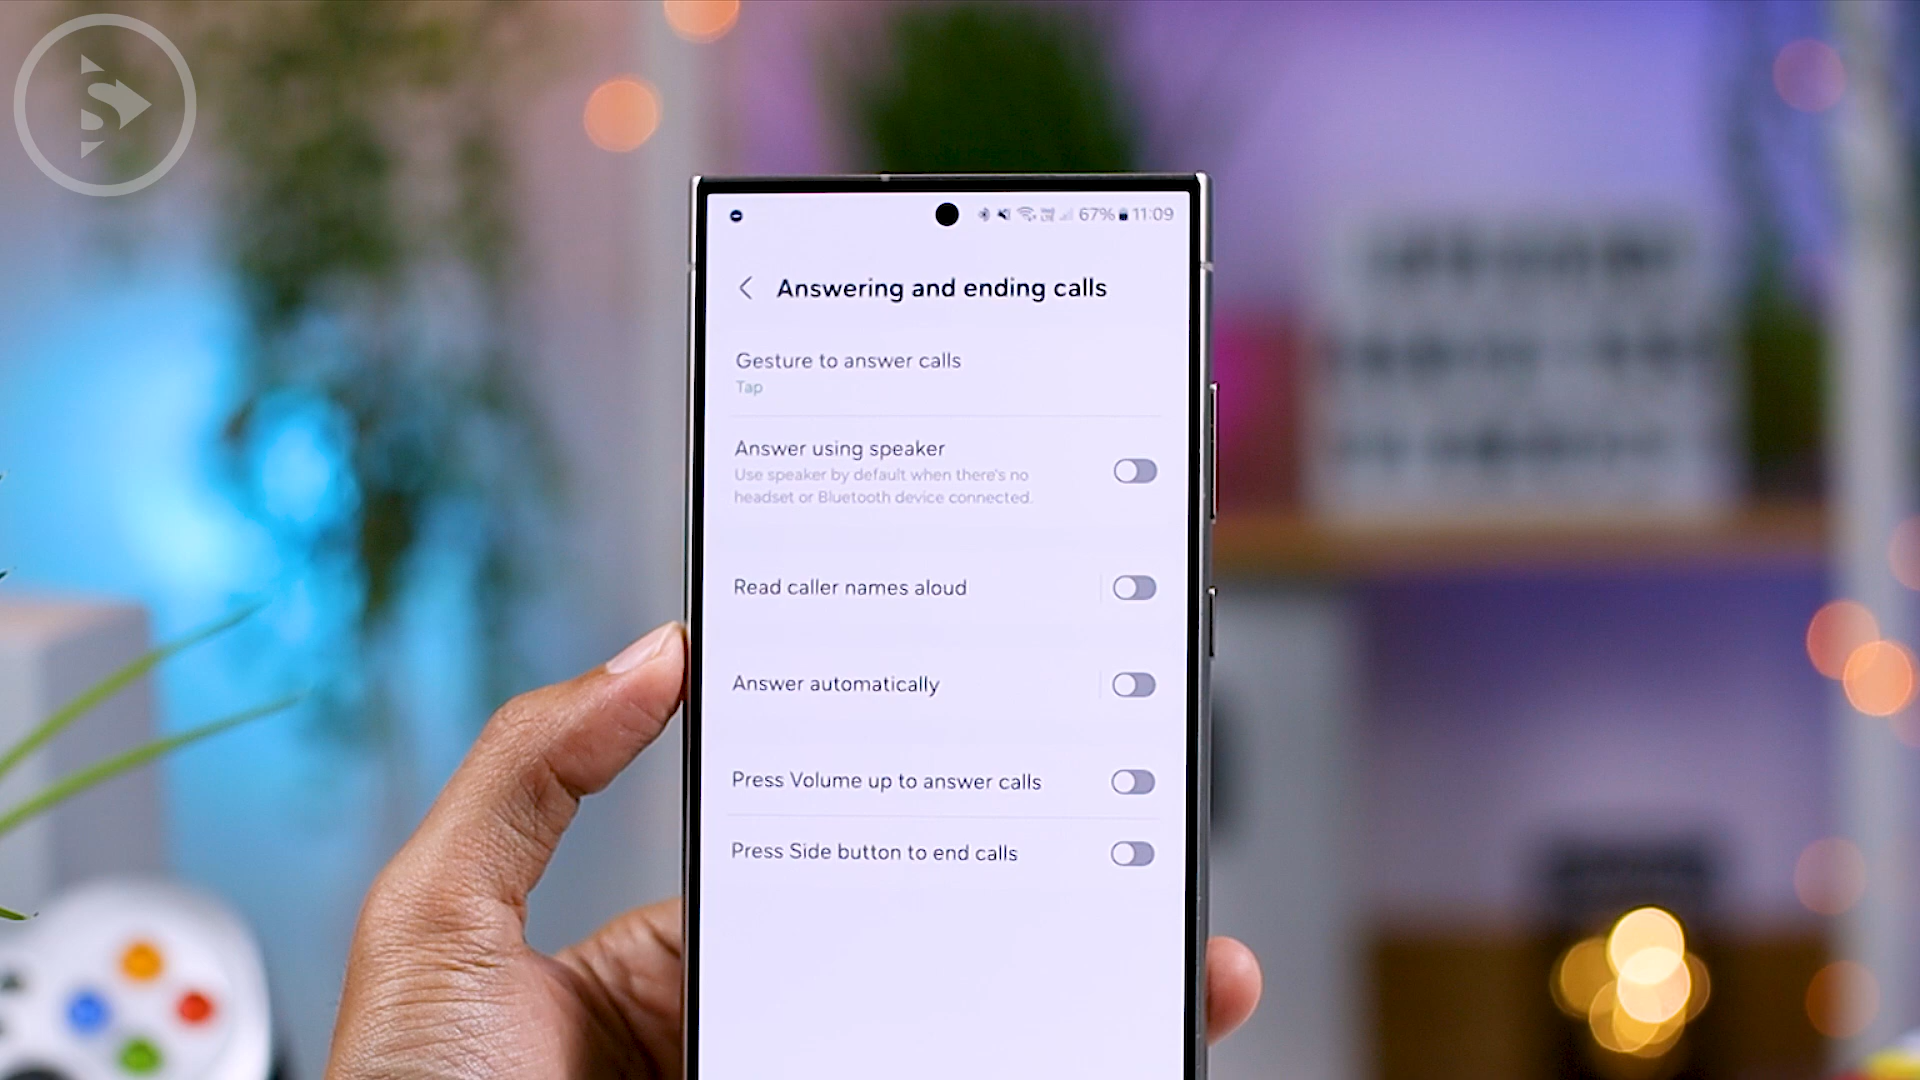 S
67% 11:09
Answering and ending calls
Gesture to answer calls
Tap
Answer using speaker
Use speaker by default when there's no
headset or Bluetooth device connected.
Read caller names aloud
Answer automatically
Press Volume up to answer calls
Press Side button to end calls